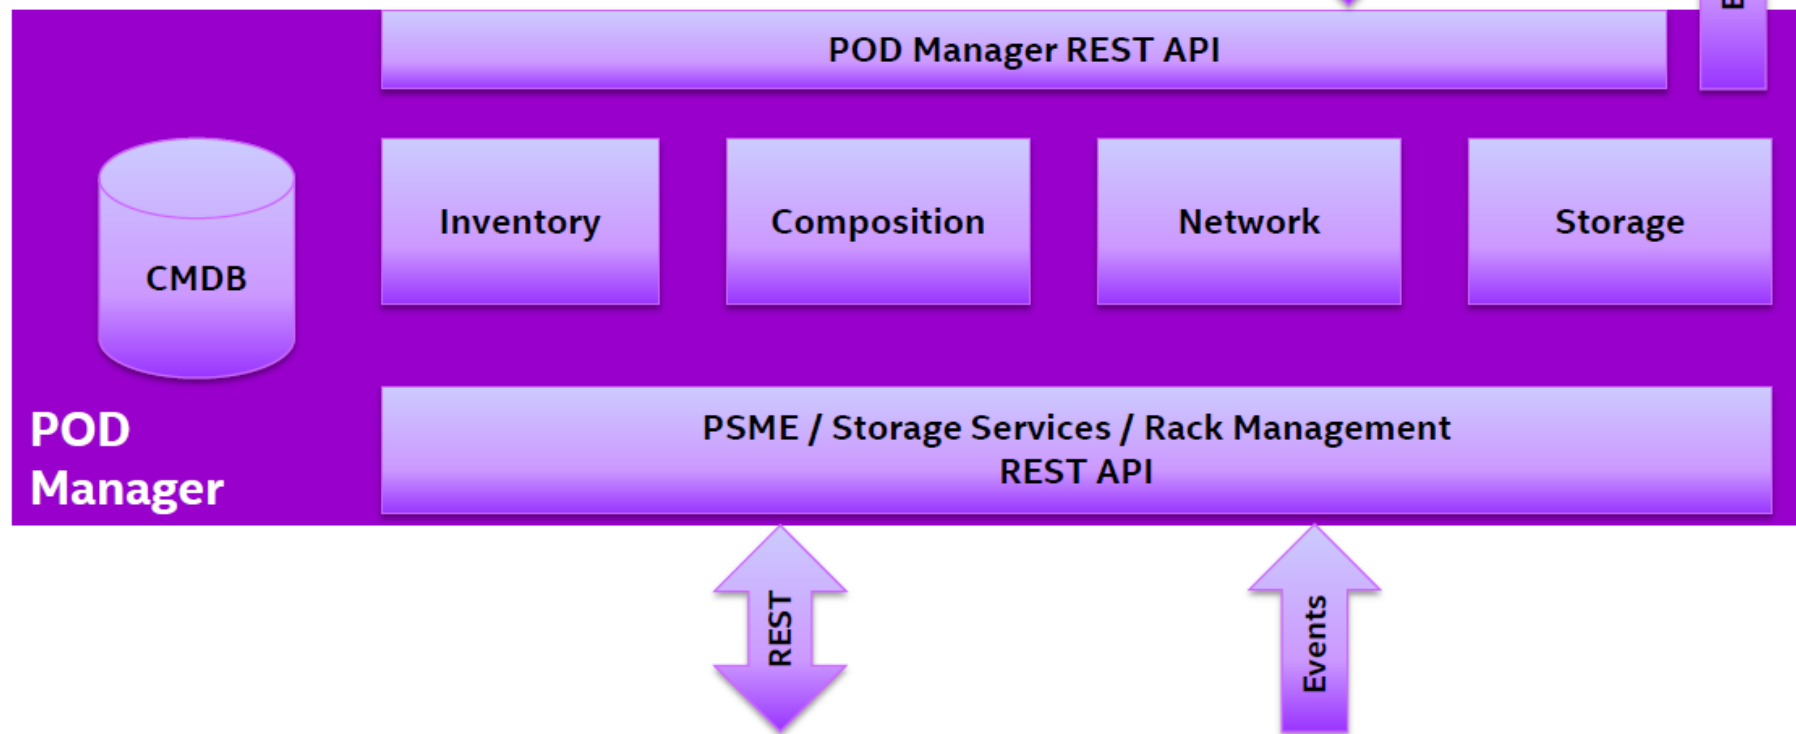 POD Manager REST API
Inventory
Composition
Network
Storage
CMDB
POD
Manager
PSME / Storage Services / Rack Management
REST API
REST
Events